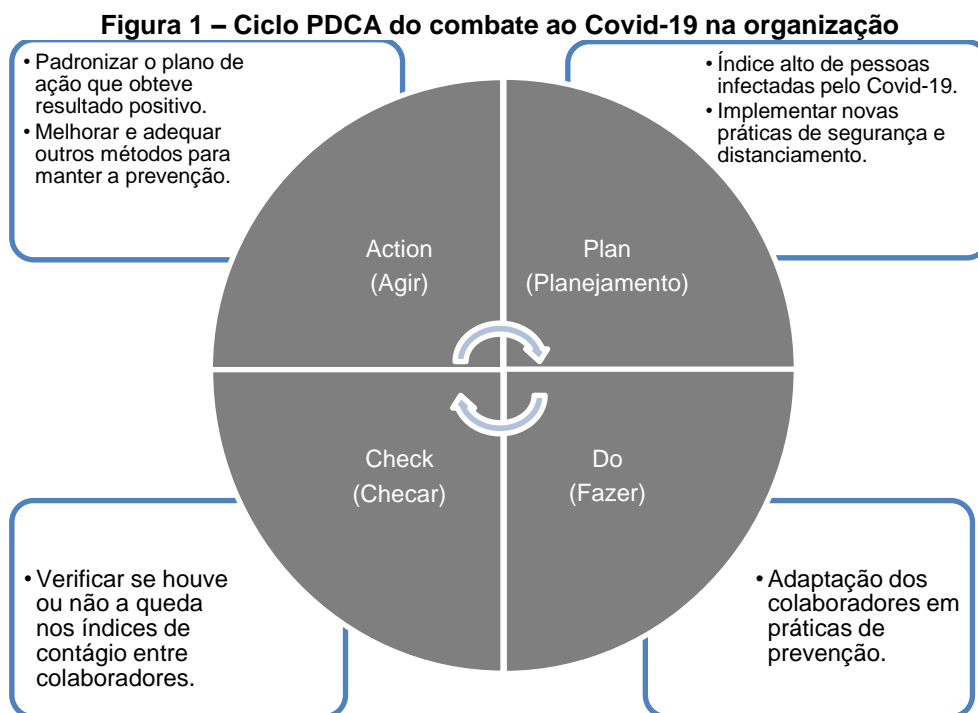 Figura 1 – Ciclo PDCA do combate ao Covid-19 na organização
• Padronizar o plano de
ação que obteve
resultado positivo.
• Melhorar e adequar
outros métodos para
manter a prevenção.
• Índice alto de pessoas
infectadas pelo Covid-19.
• Implementar novas
práticas de segurança e
distanciamento.
Action
(Agir)
Plan
(Planejamento)
Check
(Checar)
Do
(Fazer)
• Verificar se houve
ou não a queda
nos índices de
contágio entre
colaboradores.
• Adaptação dos
colaboradores em
práticas de
prevenção.